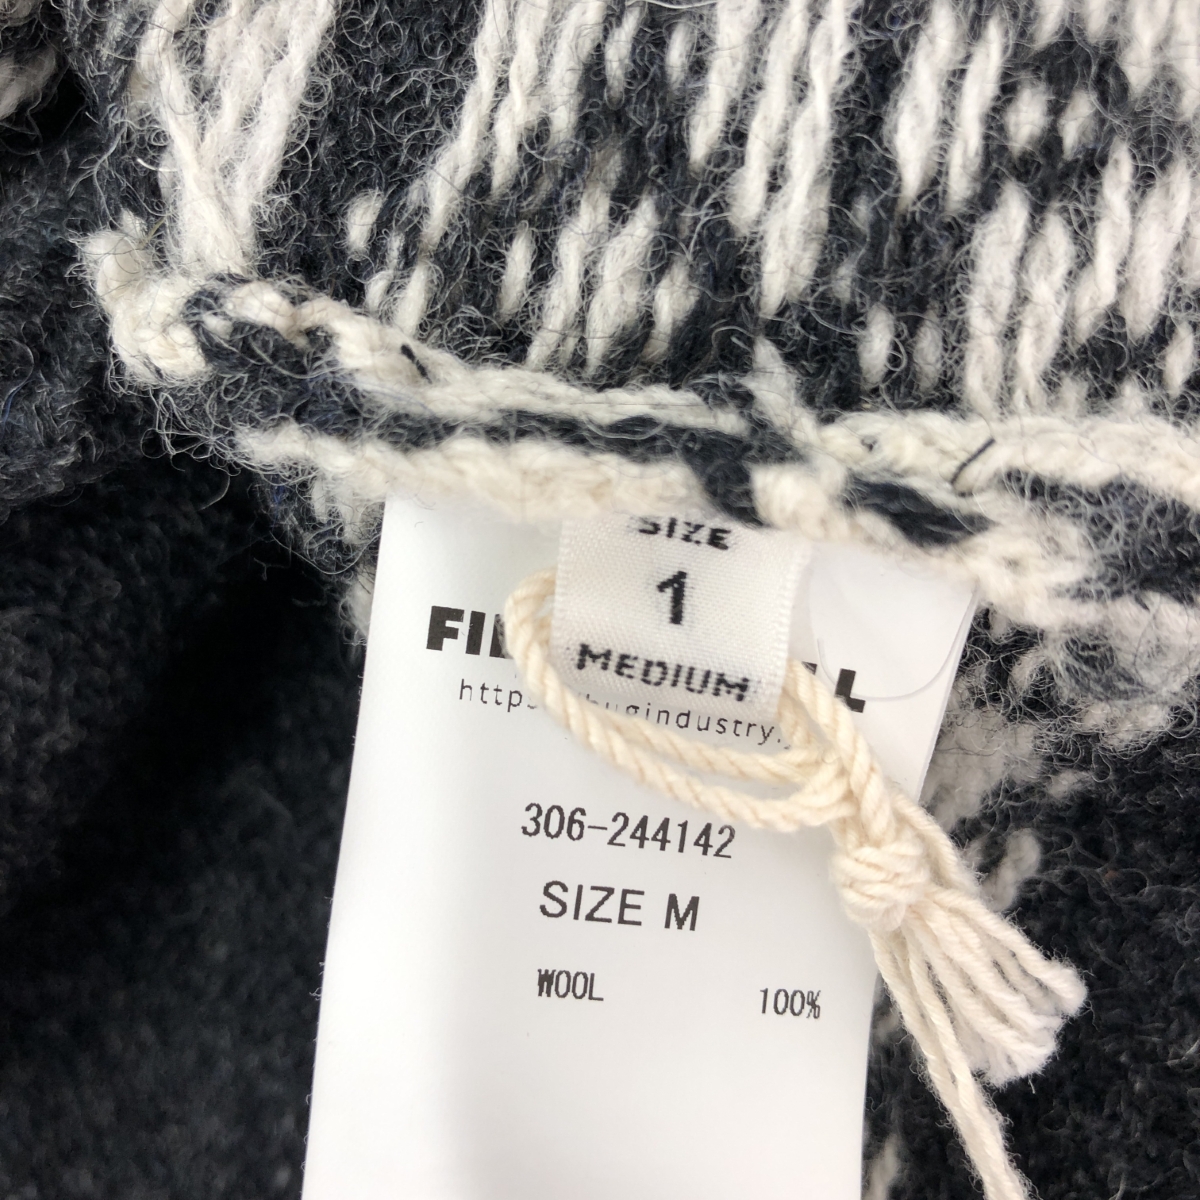 SIZE
1
MEDIUM
306-244142
SIZE M
WOOL 100%